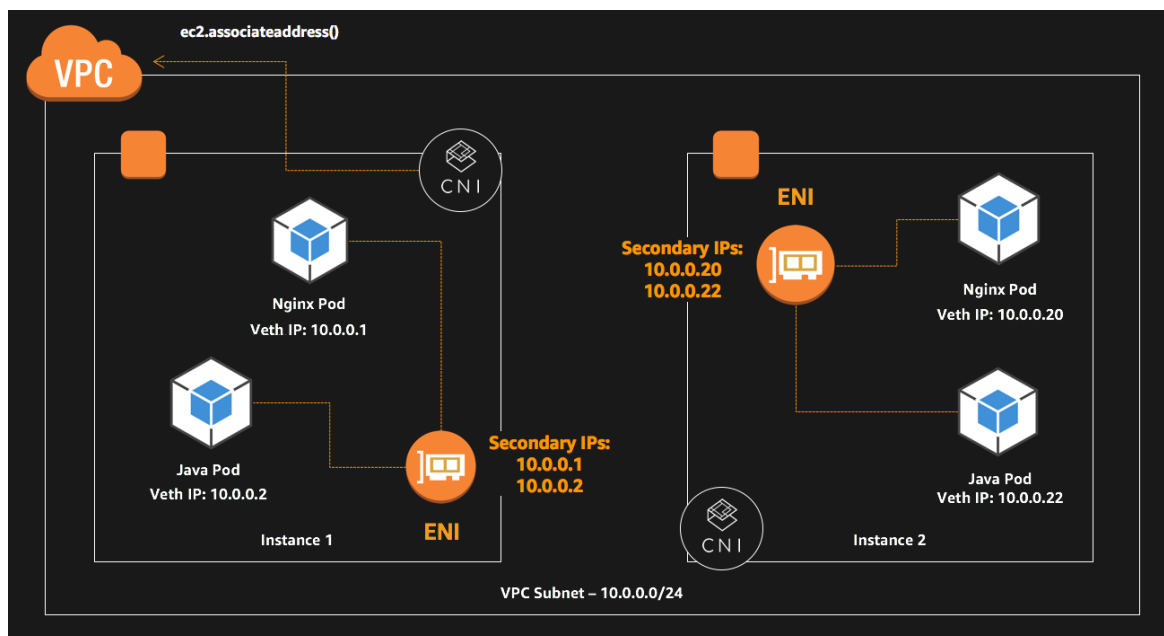 ec2.associateaddress()
VPC
CNI
ENI
Secondary IPs:
10.0.0.20
10.0.0.22
Nginx Pod
Veth IP: 10.0.0.1
Nginx Pod
Veth IP: 10.0.0.20
Java Pod
Veth IP: 10.0.0.2
Secondary IPs:
10.0.0.1
10.0.0.2
ENI
Java Pod
Veth IP: 10.0.0.22
CNI
Instance 1
Instance 2
VPC Subnet – 10.0.0.0/24